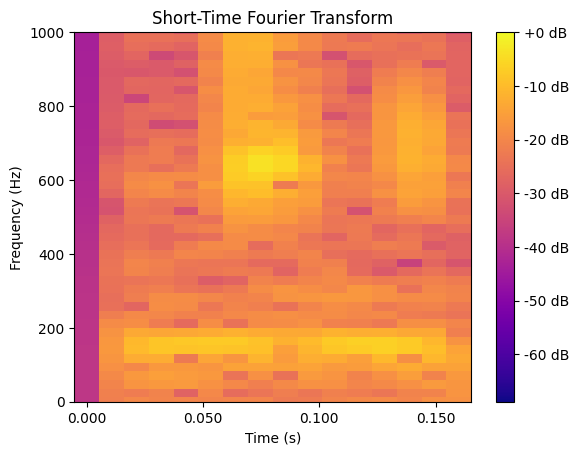 Short-Time Fourier Transform
1000
800
600
400
200
0
Frequency (Hz)
0.000
0.050
0.100
0.150
Time (s)
+0 dB
-10 dB
-20 dB
-30 dB
-40 dB
-50 dB
-60 dB